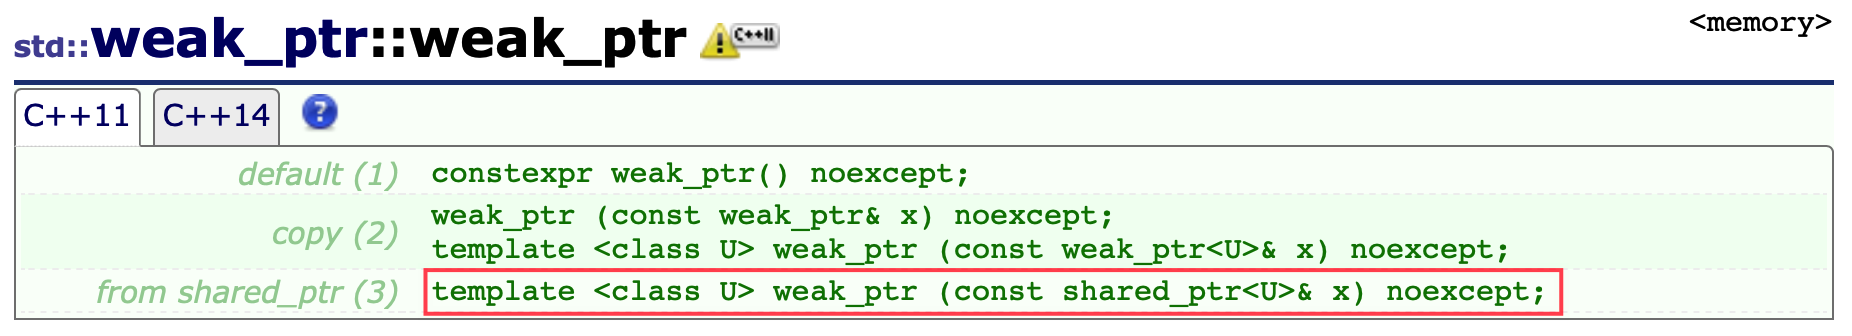 std::weak_ptr::weak_ptr C++11
<memory>
C++11 C++14 ?
default (1) constexpr weak_ptr() noexcept;
copy (2) weak_ptr (const weak_ptr& x) noexcept;
template <class U> weak_ptr (const weak_ptr<U>& x) noexcept;
from shared_ptr (3) template <class U> weak_ptr (const shared_ptr<U>& x) noexcept;